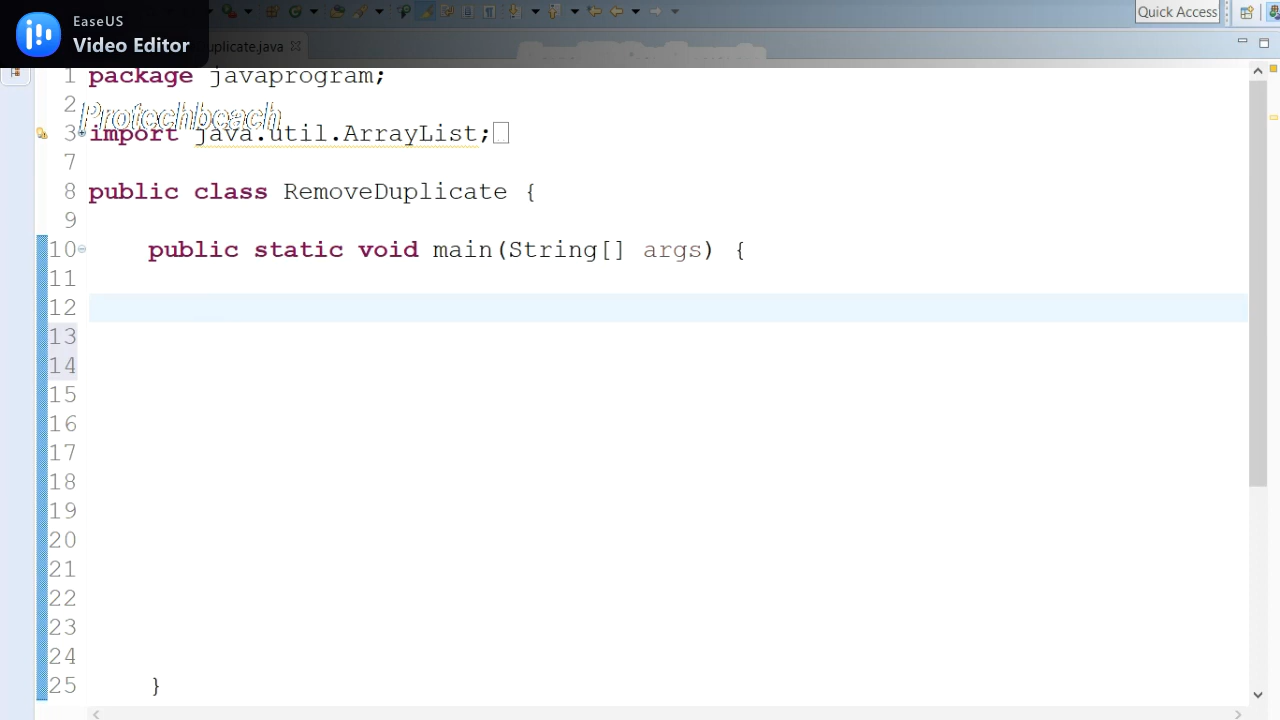 EaseUS
Video Editor
Quick Access
uplicate.java
1 package javaprogram;
2
Protechbeach
3 import java.util.ArrayList;
7
8 public class RemoveDuplicate {
9
10 public static void main(String[] args) {
11
12
13
14
15
16
17
18
19
20
21
22
23
24
25 }